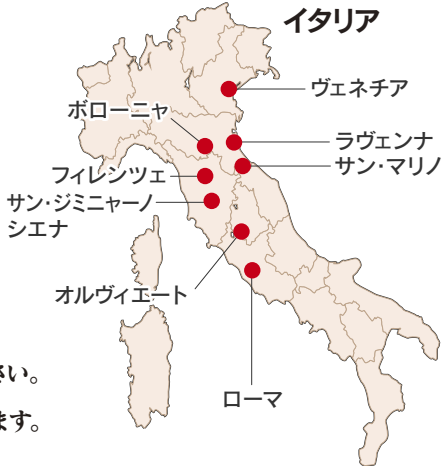 イタリア
ヴェネチア
ボローニャ
ラヴェンナ
サン・マリノ
フィレンツェ
サン・ジミニャーノ
シエナ
オルヴィエート
ローマ
さい。
ます。